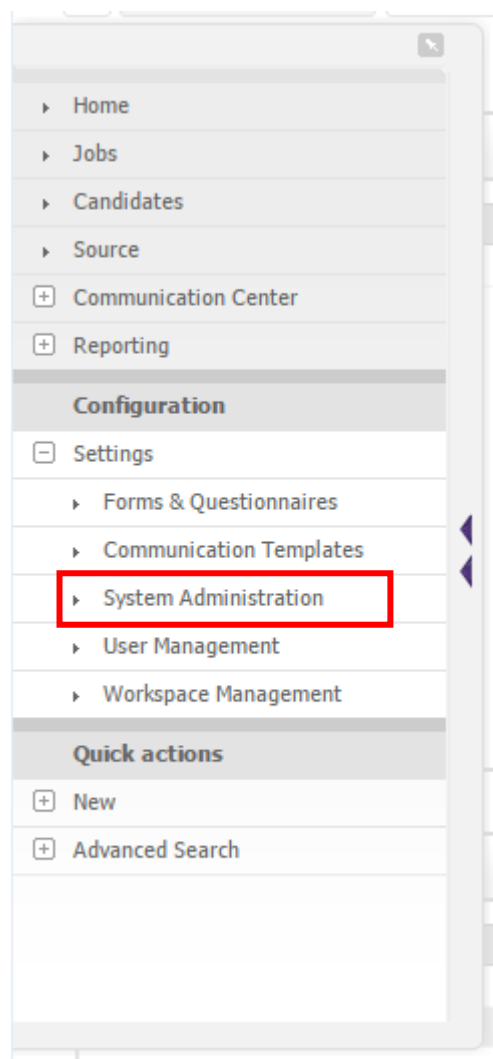 Home
Jobs
Candidates
Source
Communication Center
Reporting
Configuration
Settings
Forms & Questionnaires
Communication Templates
System Administration
User Management
Workspace Management
Quick actions
New
Advanced Search